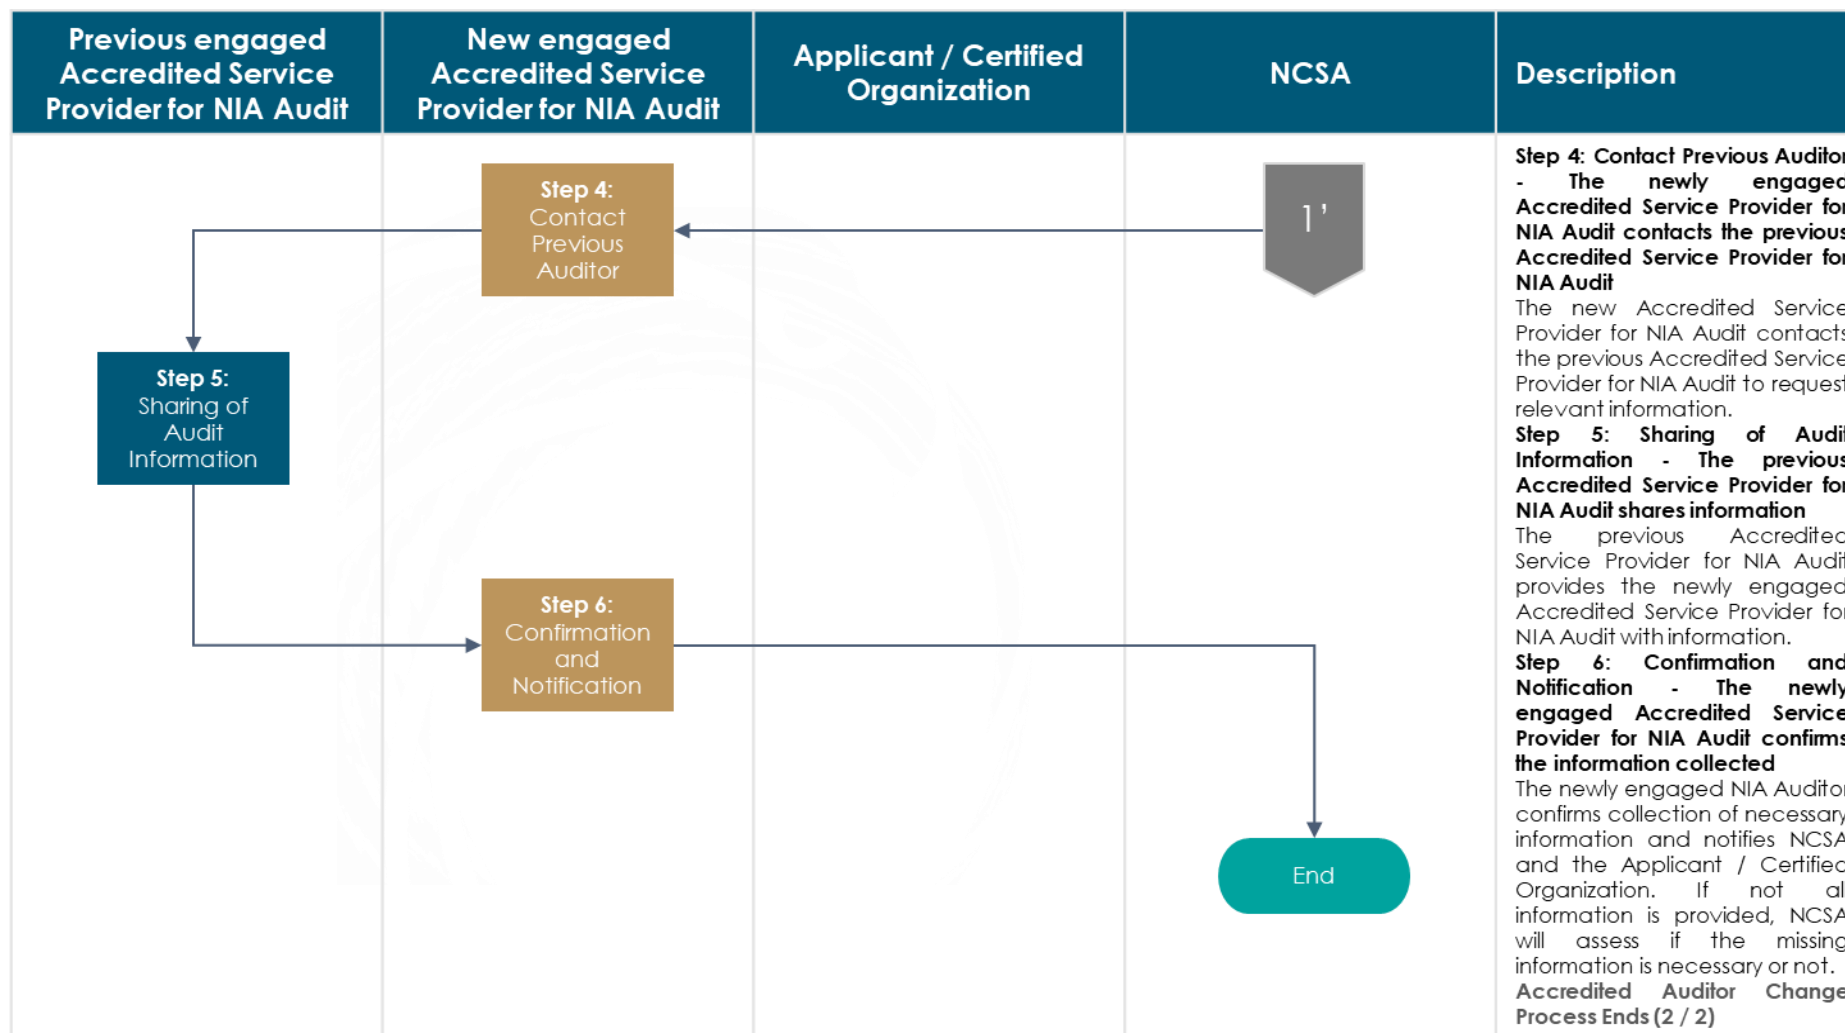 Previous engaged
Accredited Service
Provider for NIA Audit
New engaged
Accredited Service
Provider for NIA Audit
Applicant / Certified
Organization
NCSA
Description
Step 4:
Contact
Previous
Auditor
1'
Step 5:
Sharing of
Audit
Information
Step 6:
Confirmation
and
Notification
End
Step 4: Contact Previous Auditor
- The newly engaged
Accredited Service Provider for
NIA Audit contacts the previous
Accredited Service Provider for
NIA Audit
The new Accredited Service
Provider for NIA Audit contacts
the previous Accredited Service
Provider for NIA Audit to request
relevant information.
Step 5: Sharing of Audit
Information - The previous
Accredited Service Provider for
NIA Audit shares information
The previous Accredited
Service Provider for NIA Audit
provides the newly engaged
Accredited Service Provider for
NIA Audit with information.
Step 6: Confirmation and
Notification - The newly
engaged Accredited Service
Provider for NIA Audit confirms
the information collected
The newly engaged NIA Auditor
confirms collection of necessary
information and notifies NCSA
and the Applicant / Certified
Organization. If not al
information is provided, NCSA
will assess if the missing
information is necessary or not.
Accredited Auditor Change
Process Ends (2 / 2)